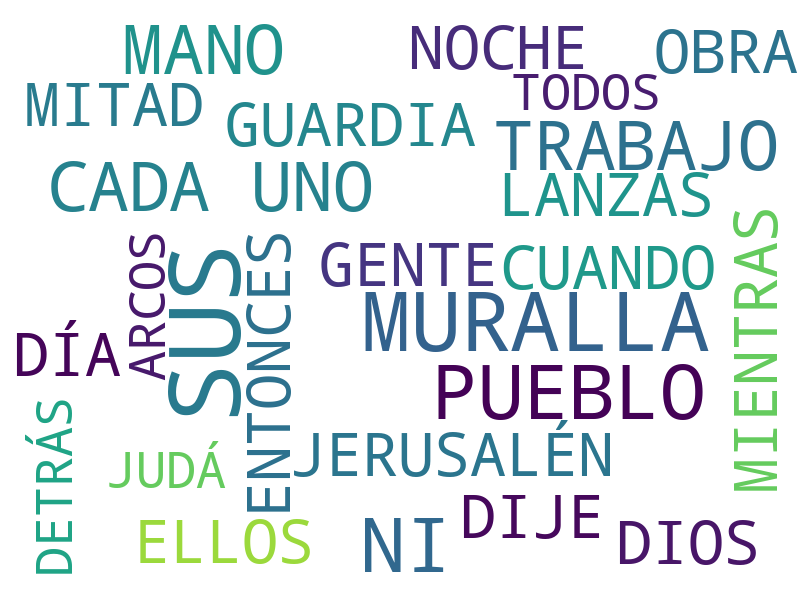 MANO
NOCHE
OBRA
MITAD
TODOS
GUARDIA
TRABAJO
CADA UNO
LANZAS
MIENTRAS
ARCOS
SUS
ENTONCES
GENTE
CUANDO
MURALLA
DÍA
PUEBLO
DETRÁS
JUDÁ
JERUSALÉN
ELLOS
NI
DIJE
DIOS